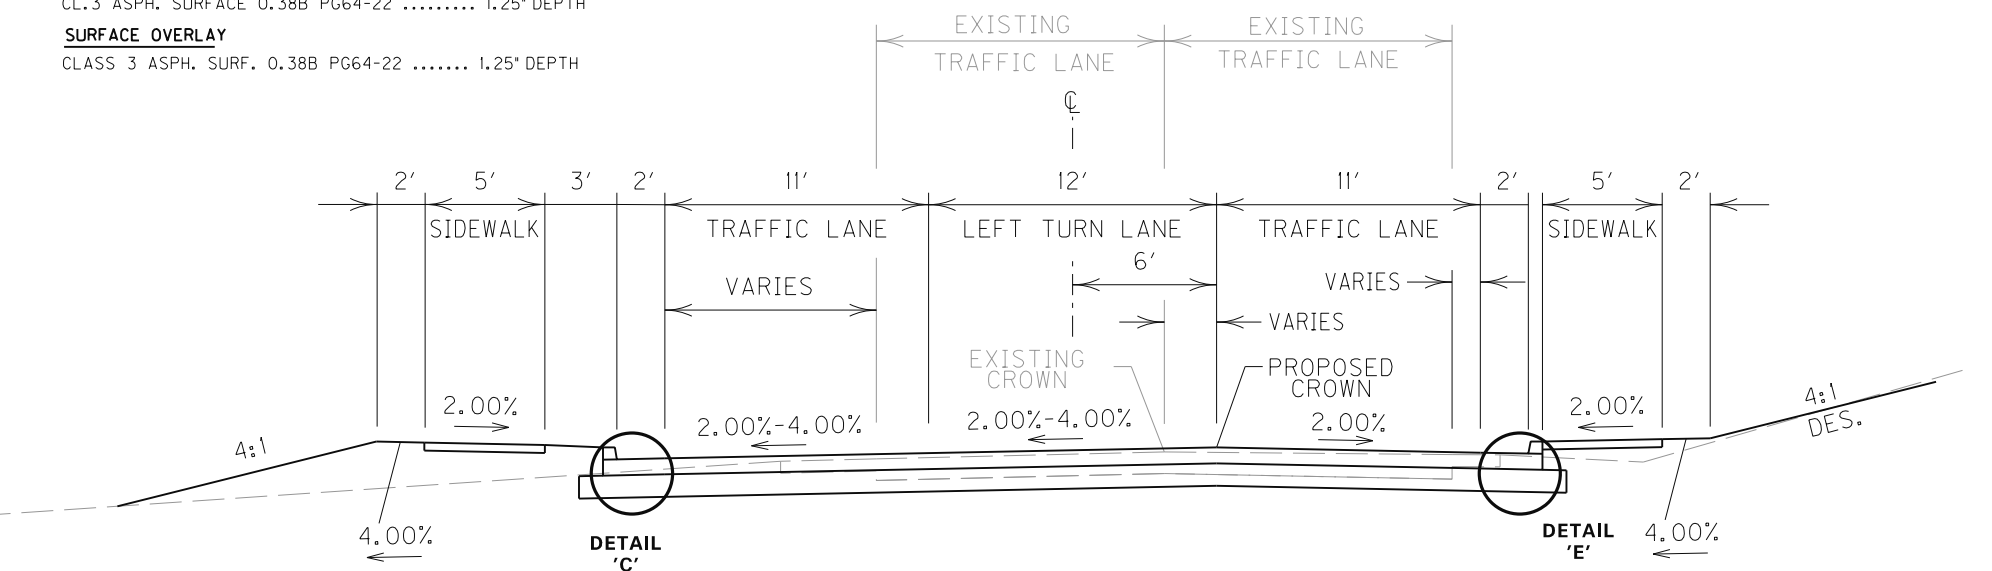 CL.3 ASPH. SURFACE 0.38B PG64-22 ......... 1.25" DEPTH
SURFACE OVERLAY
CLASS 3 ASPH. SURF. 0.38B PG64-22 ....... 1.25" DEPTH
EXISTING
TRAFFIC LANE
EXISTING
TRAFFIC LANE
℄
2'
5'
3'
2'
11'
12'
11'
2'
5'
2'
SIDEWALK
TRAFFIC LANE
LEFT TURN LANE
TRAFFIC LANE
SIDEWALK
6'
VARIES
VARIES
VARIES
EXISTING
CROWN
PROPOSED
CROWN
2.00%
2.00%-4.00%
2.00%-4.00%
2.00%
2.00%
4:1
4:1
DES.
4.00%
DETAIL
'C'
DETAIL
'E'
4.00%